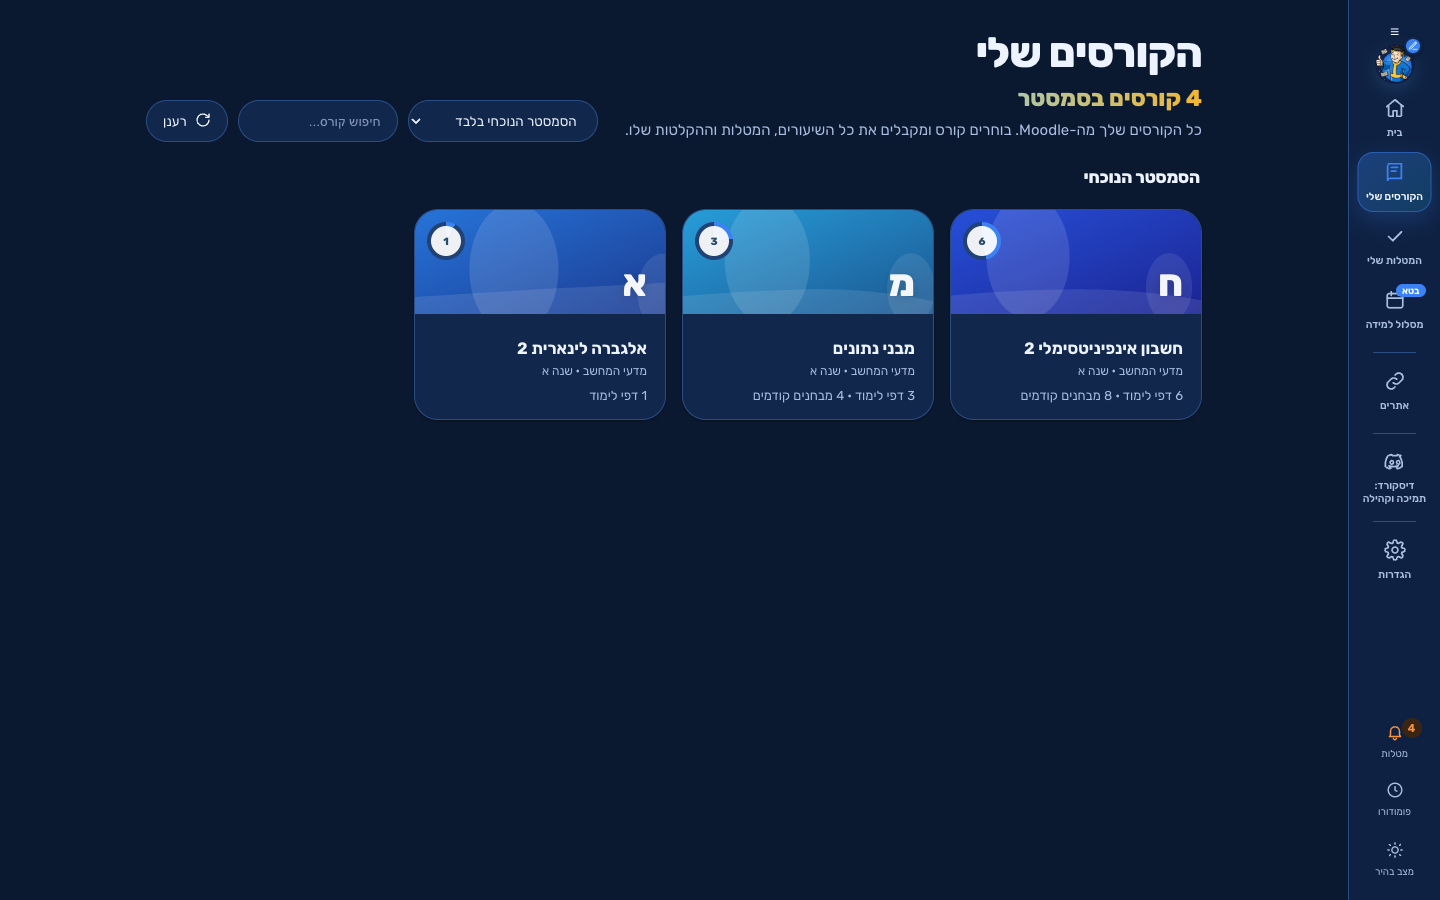 הקורסים שלי
4 קורסים בסמסטר
כל הקורסים שלך מה-Moodle. בוחרים קורס ומקבלים את כל השיעורים, המטלות וההקלטות שלו.
הסמסטר הנוכחי בלבד
חיפוש קורס...
רענן
הסמסטר הנוכחי
6
ח
חשבון אינפיניטסימלי 2
מדעי המחשב • שנה א
6 דפי לימוד • 8 מבחנים קודמים
3
מ
מבני נתונים
מדעי המחשב • שנה א
3 דפי לימוד • 4 מבחנים קודמים
1
א
אלגברה לינארית 2
מדעי המחשב • שנה א
1 דפי לימוד
בית
הקורסים שלי
המטלות שלי
בטא
מסלול למידה
אתרים
דיסקורד:
תמיכה וקהילה
הגדרות
4
מטלות
פומודורו
מצב בהיר